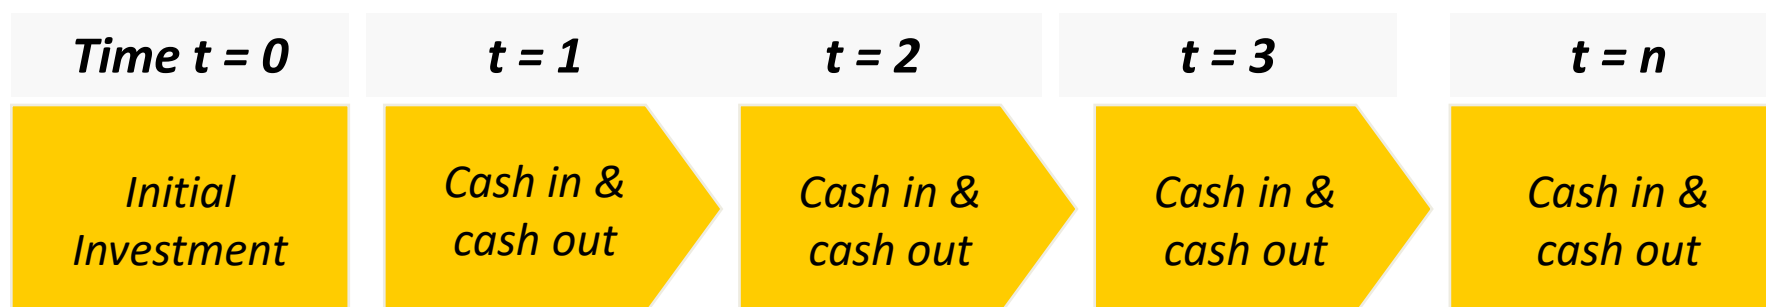 Time t = 0
t = 1
t = 2
t = 3
t = n
Initial
Investment
Cash in &
cash out
Cash in &
cash out
Cash in &
cash out
Cash in &
cash out